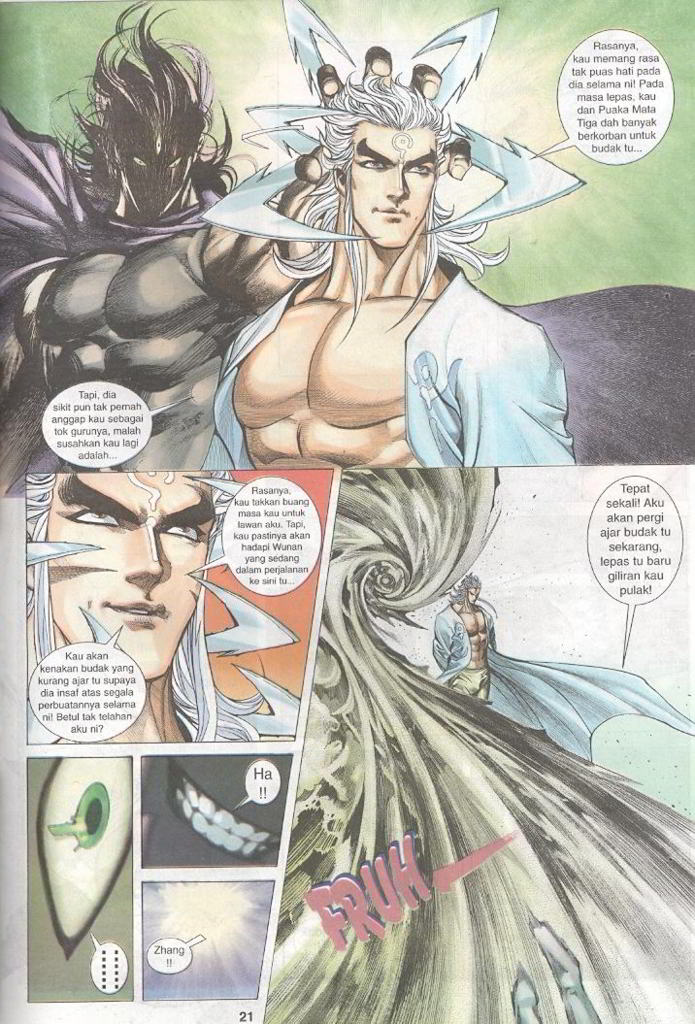 Rasanya,
kau memang rasa
tak puas hati pada
dia selama ni! Pada
masa lepas, kau
dan Puaka Mata
Tiga dah banyak
berkorban untuk
budak tu...
Tapi, dia
sikit pun tak pernah
anggap kau sebagai
tok gurunya, malah
susahkan kau lagi
adalah...
Rasanya,
kau takkan buang
masa kau untuk
lawan aku. Tapi,
kau pastinya akan
hadapi Wunan
yang sedang
dalam perjalanan
ke sini tu...
Kau akan
kenakan budak yang
kurang ajar tu supaya
dia insaf atas segala
perbuatannya selama
ni! Betul tak telahan
aku ni?
Tepat
sekali! Aku
akan pergi
ajar budak tu
sekarang,
lepas tu baru
giliran kau
pulak!
Ha
!!
Zhang
!!
FRUH
21